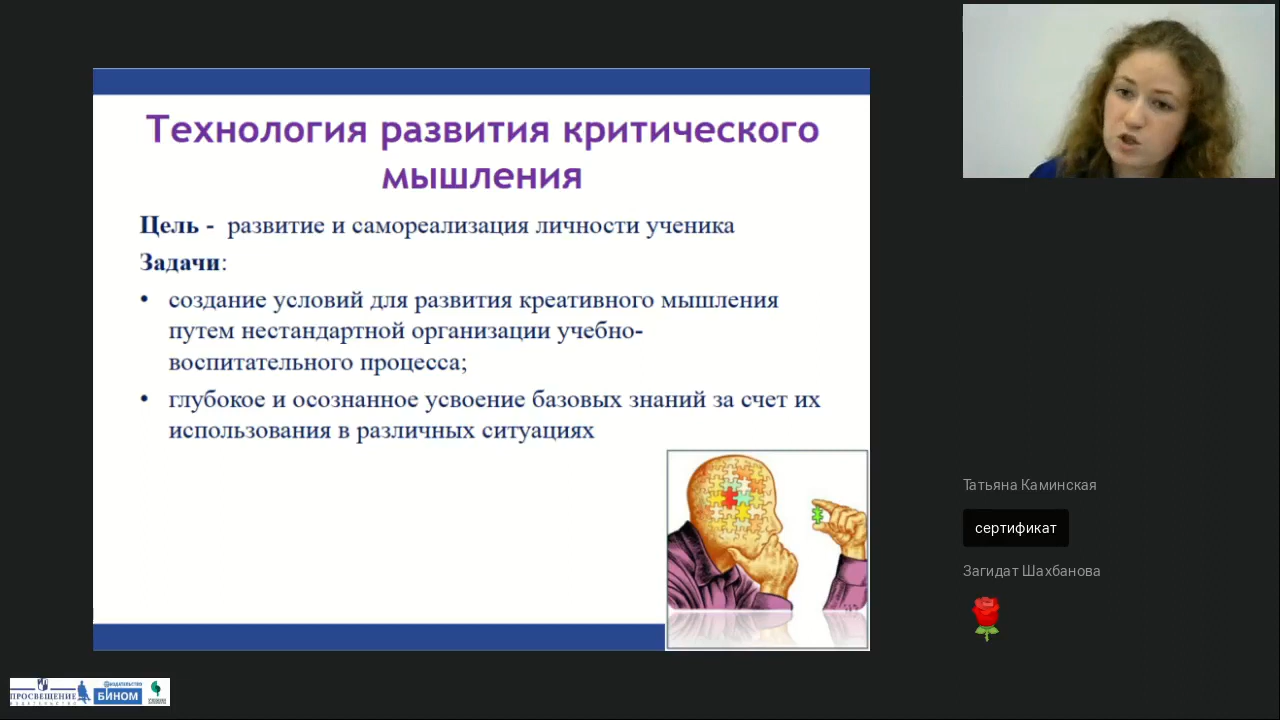 Технология развития критического
мышления
Цель - развитие и самореализация личности ученика
Задачи:
• создание условий для развития креативного мышления
путем нестандартной организации учебно-
воспитательного процесса;
• глубокое и осознанное усвоение базовых знаний за счет их
использования в различных ситуациях
Татьяна Каминская
сертификат
Загидат Шахбанова
ПРОСВЕЩЕНИЕ
ИЗДАТЕЛЬСТВО
БИНОМ